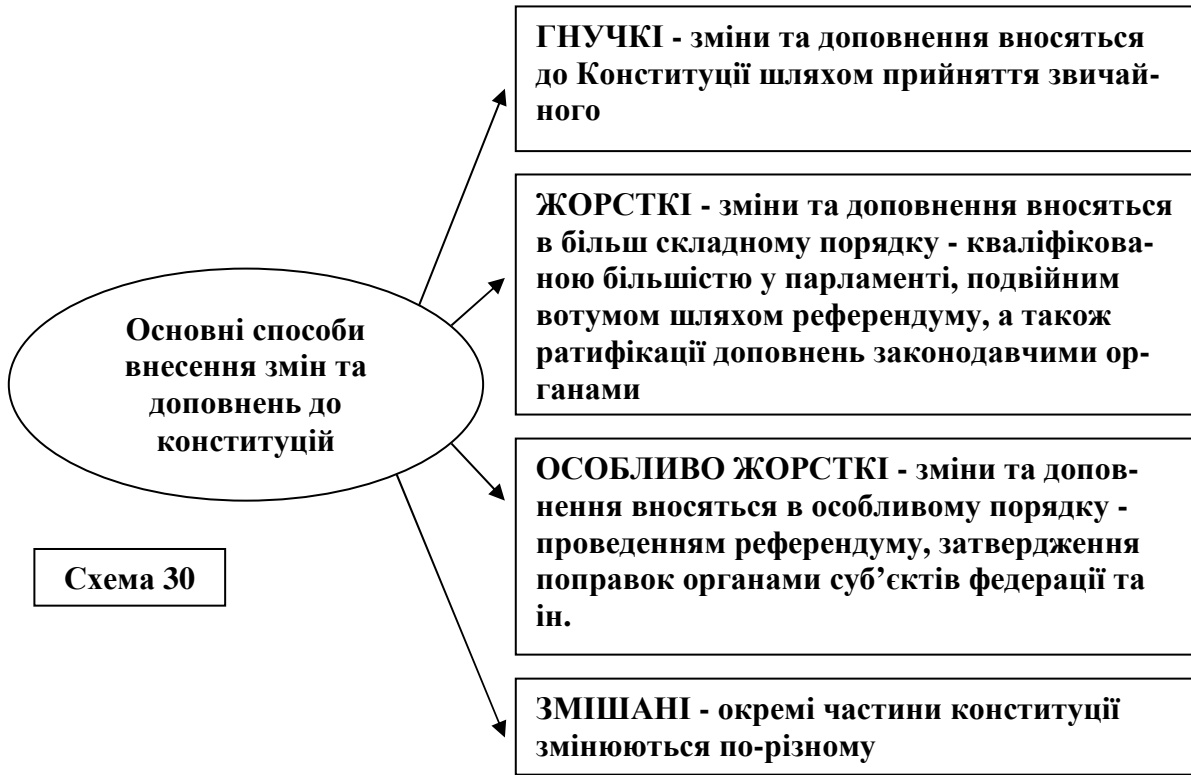 ГНУЧКІ - зміни та доповнення вносяться
до Конституції шляхом прийняття звичай-
ного
ЖОРСТКІ - зміни та доповнення вносяться
в більш складному порядку - кваліфікова-
ною більшістю у парламенті, подвійним
вотумом шляхом референдуму, а також
ратифікації доповнень законодавчими ор-
ганами
Основні способи
внесення змін та
доповнень до
конституцій
ОСОБЛИВО ЖОРСТКІ - зміни та допов-
нення вносяться в особливому порядку -
проведенням референдуму, затвердження
поправок органами суб’єктів федерації та
ін.
Схема 30
ЗМІШАНІ - окремі частини конституції
змінюються по-різному